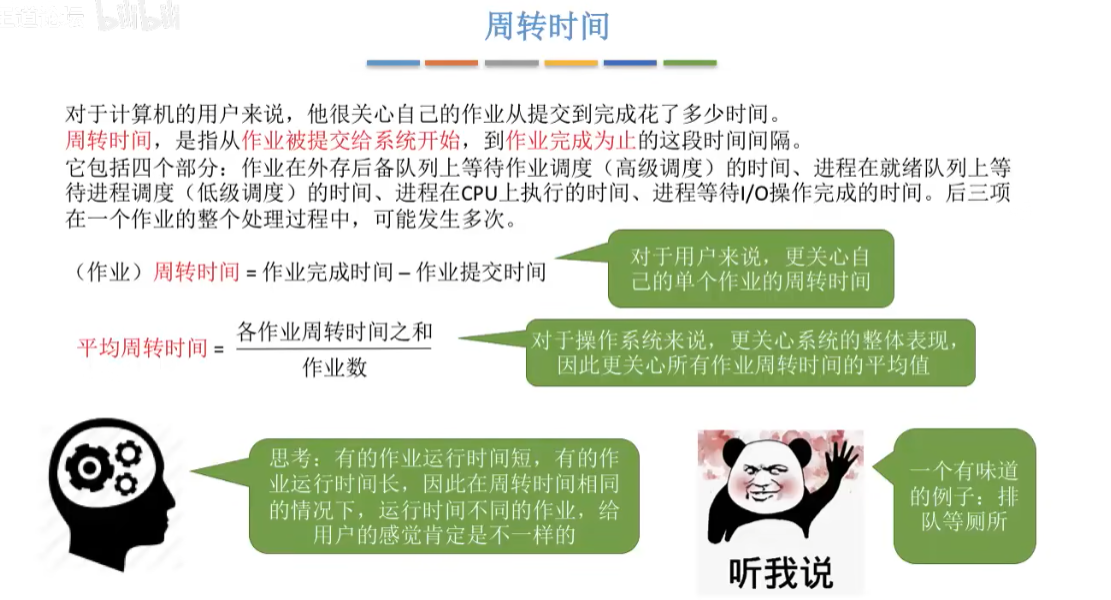 bilibili
周转时间
对于计算机的用户来说，他很关心自己的作业从提交到完成花了多少时间。
周转时间，是指从作业被提交给系统开始，到作业完成为止的这段时间间隔。
它包括四个部分：作业在外存后备队列上等待作业调度（高级调度）的时间、进程在就绪队列上等
待进程调度（低级调度）的时间、进程在CPU上执行的时间、进程等待I/O操作完成的时间。后三项
在一个作业的整个处理过程中，可能发生多次。
（作业）周转时间 = 作业完成时间 – 作业提交时间
对于用户来说，更关心自
己的单个作业的周转时间
平均周转时间 =
各作业周转时间之和
作业数
对于操作系统来说，更关心系统的整体表现，
因此更关心所有作业周转时间的平均值
思考：有的作业运行时间短，有的作
业运行时间长，因此在周转时间相同
的情况下，运行时间不同的作业，给
用户的感觉肯定是不一样的
听我说
一个有味道
的例子：排
队等厕所